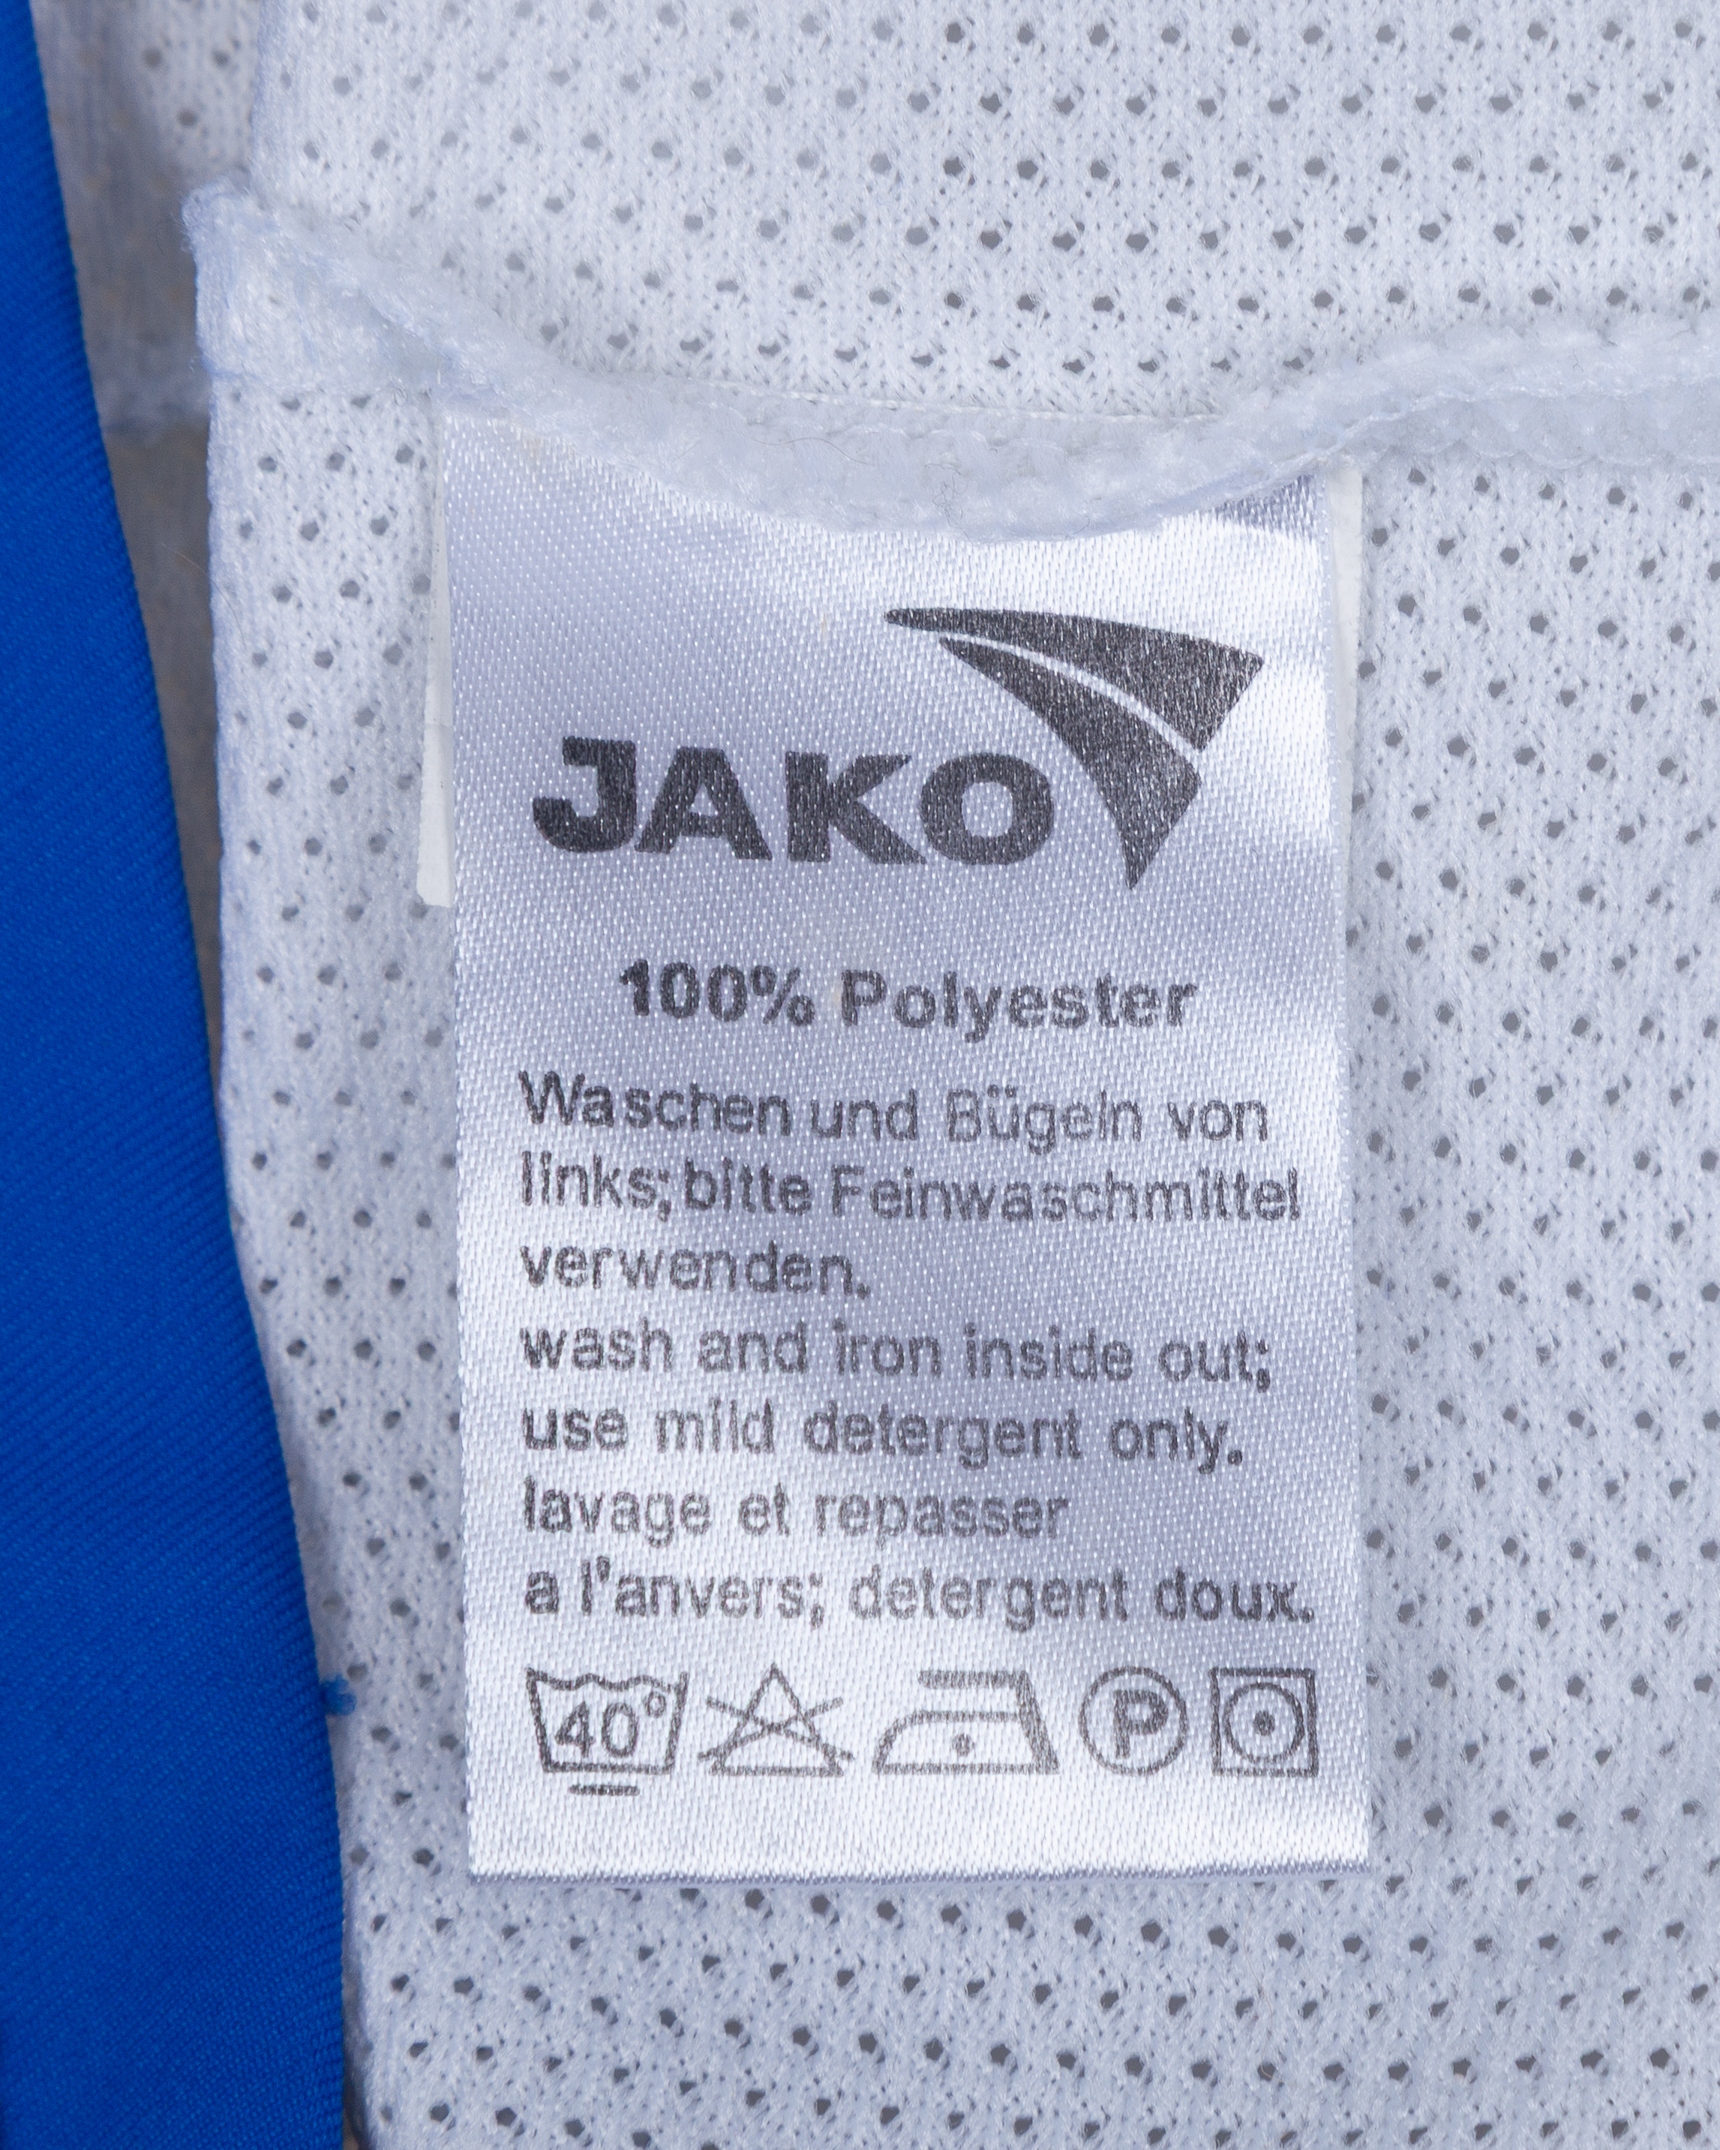 JAKO
100% Polyester
Waschen und Bügeln von
links; bitte Feinwaschmittel
verwenden.
wash and iron inside out;
use mild detergent only.
lavage et repasser
a l'anvers; detergent doux.
40° P